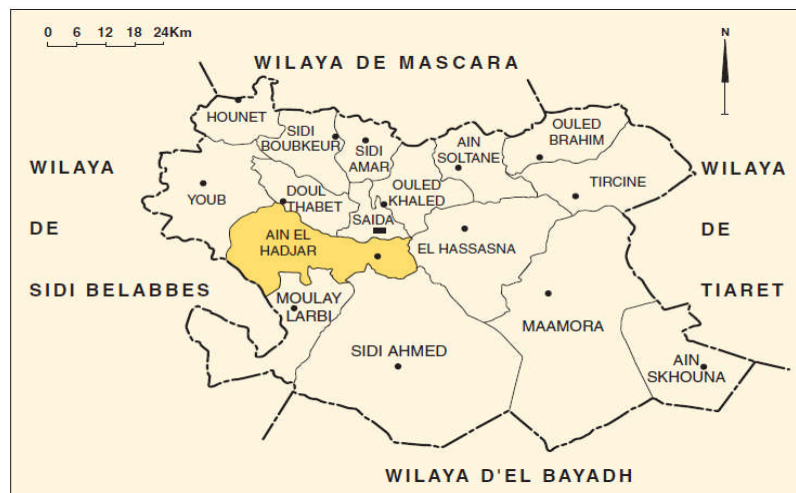 0 6 12 18 24Km
N
WILAYA DE MASCARA
HOUNET
SIDI
BOUBKEUR
SIDI
AMAR
AIN
SOLTANE
OULED
BRAHIM
WILAYA
DE
SIDI BELABBES
YOUB
DOUI
THABET
OULED
KHALED
SAIDA
TIRCINE
WILAYA
DE
TIARET
AIN EL
HADJAR
EL HASSASNA
MOULAY
LARBI
MAAMORA
SIDI AHMED
AIN
SKHOUNA
WILAYA D'EL BAYADH